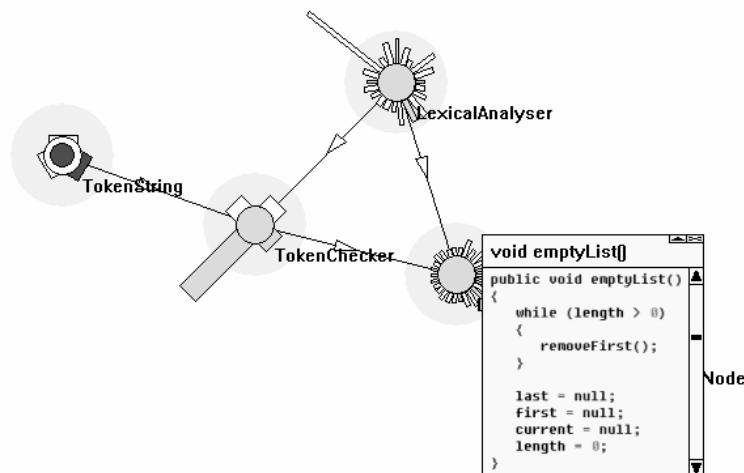 LexicalAnalyser
TokenString
TokenChecker
void emptyList()
public void emptyList()
{
while (length > 0)
{
removeFirst();
}
last = null;
first = null;
current = null;
length = 0;
}
Node